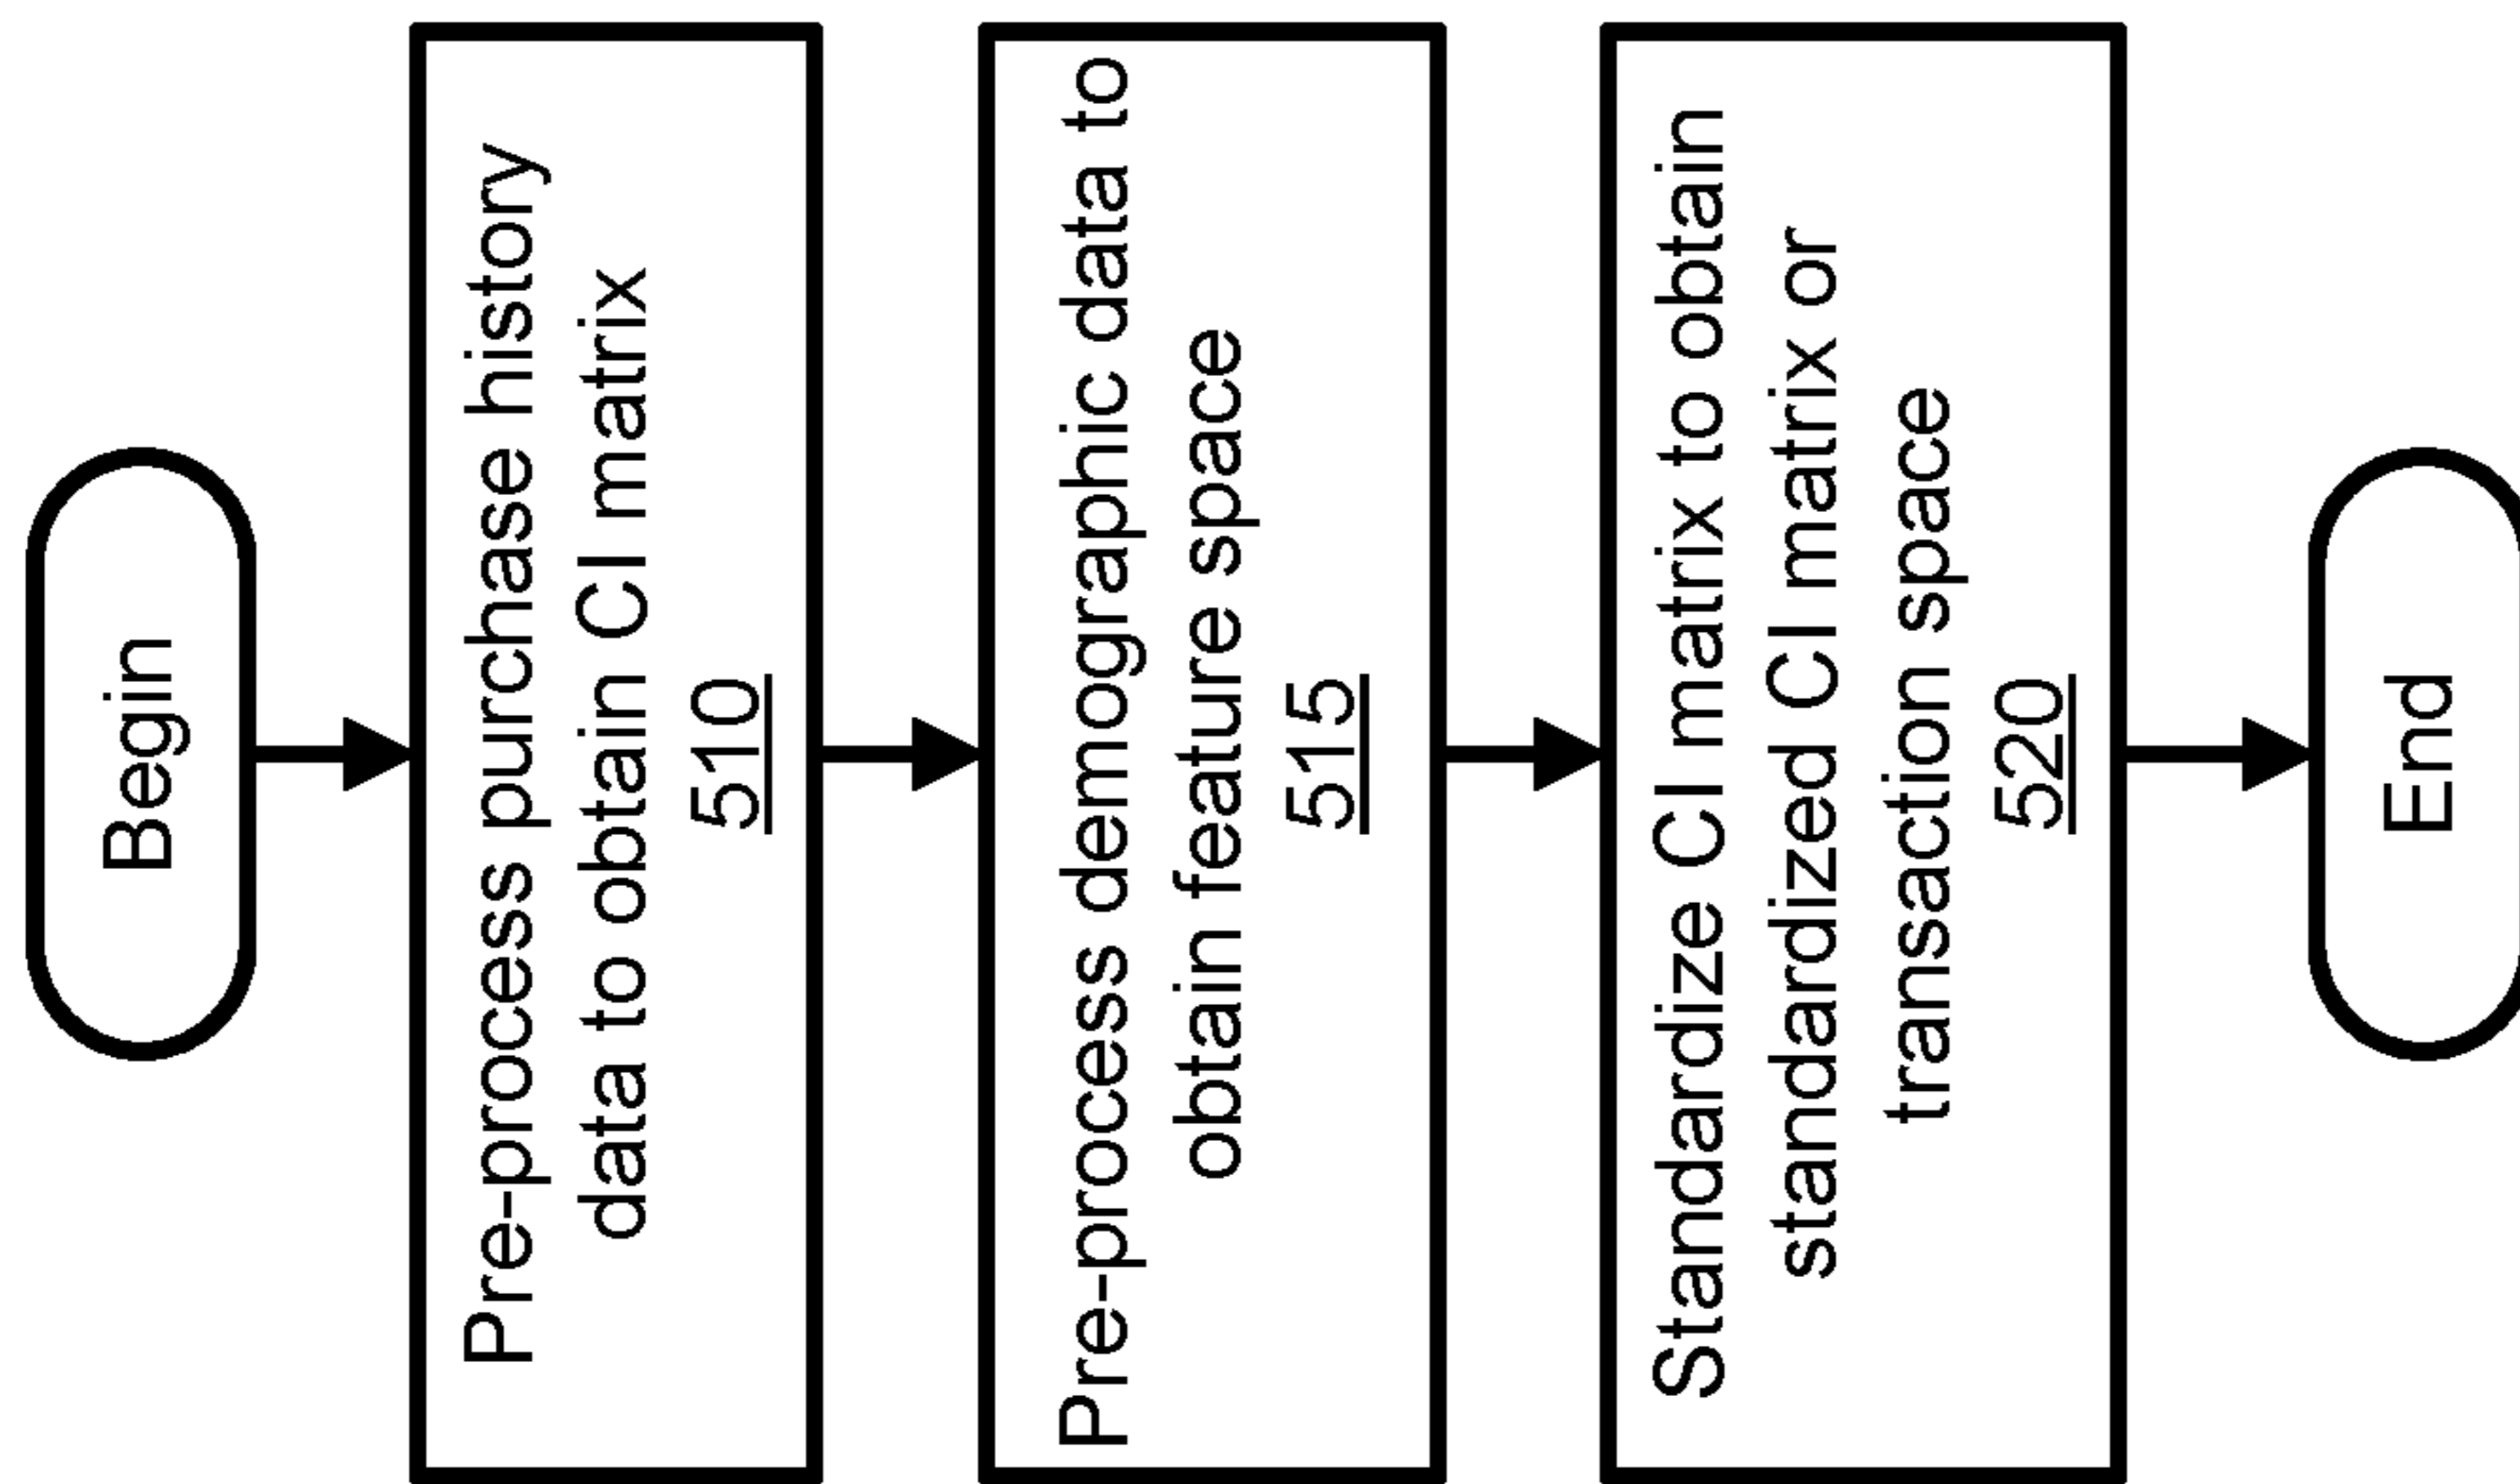 Begin
Pre-process purchase history
data to obtain CI matrix
510
Pre-process demographic data to
obtain feature space
515
Standardize CI matrix to obtain
standardized CI matrix or
transaction space
520
End